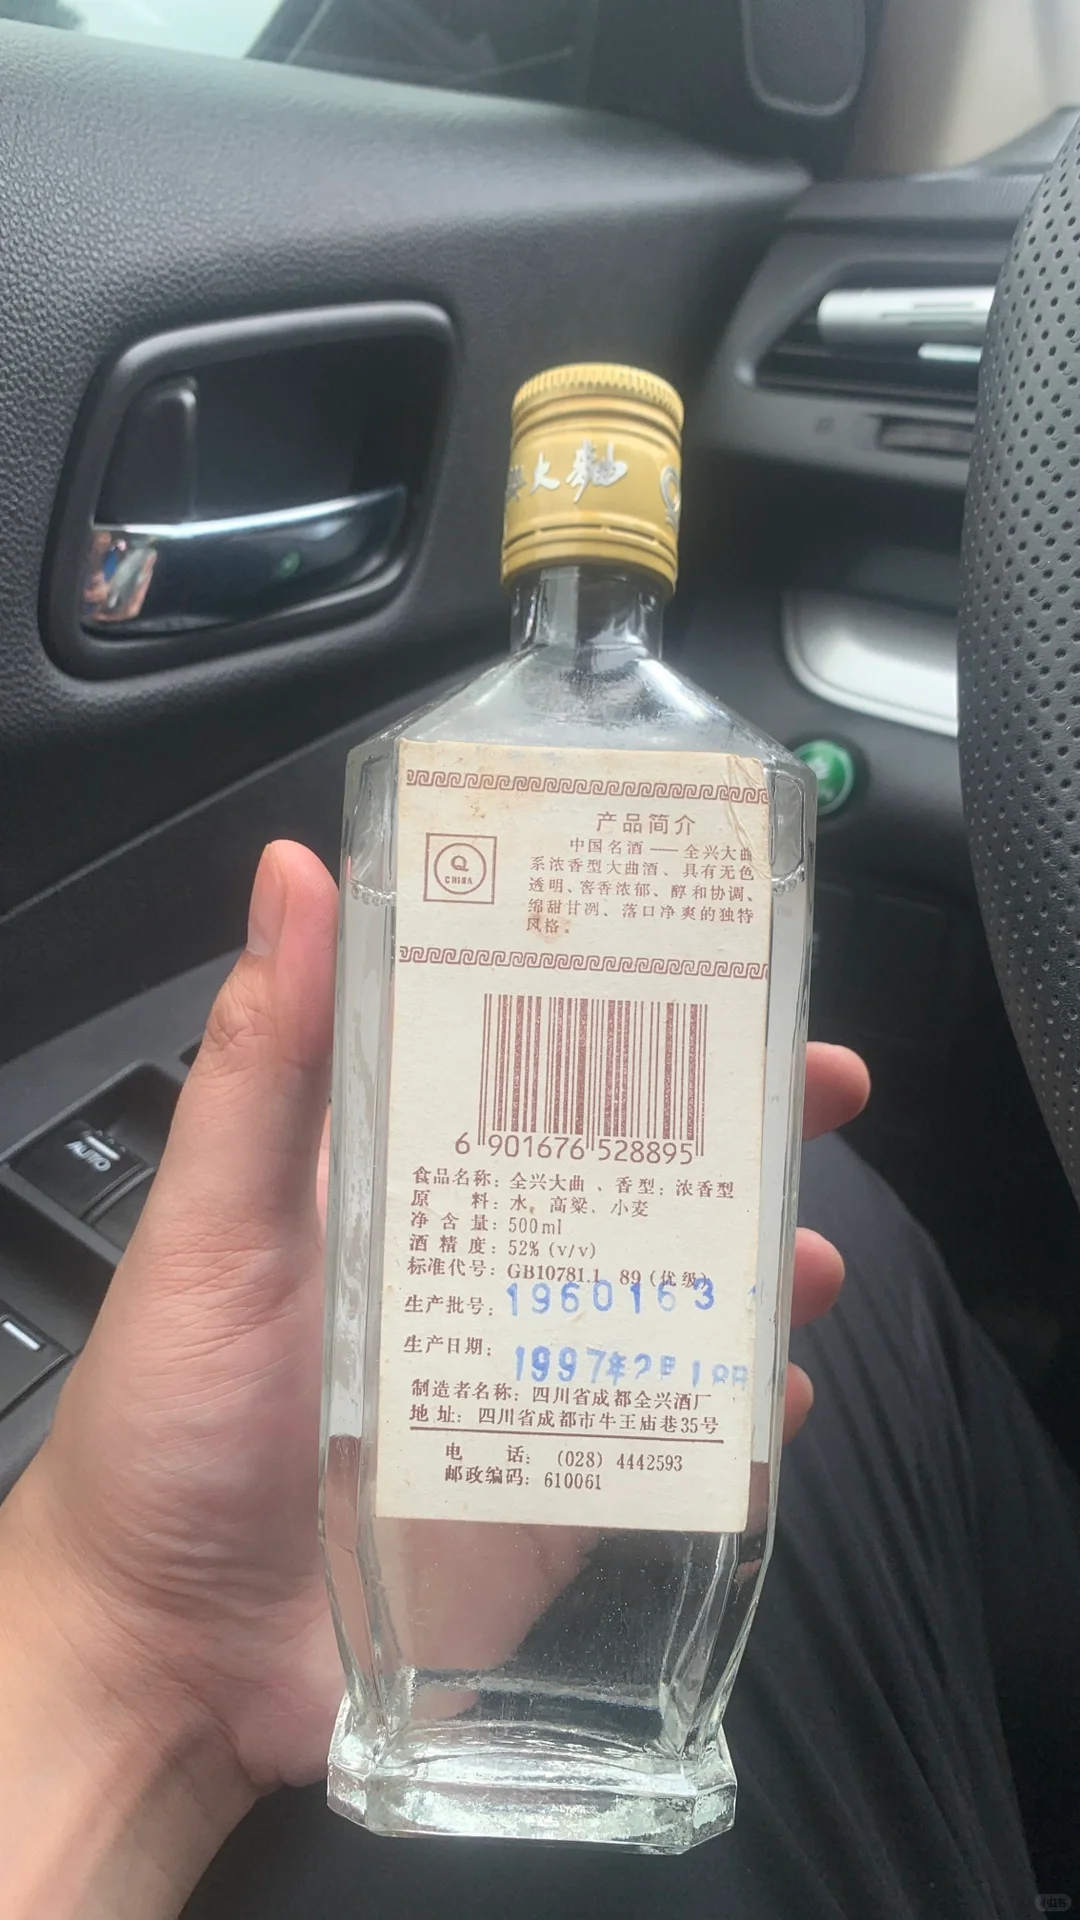 大曲
产品简介
Q
CHINA
中国名酒——全兴大曲
系浓香型大曲酒、具有无色
透明、窖香浓郁、醇和协调、
绵甜甘洌、落口净爽的独特
风格。
6 901676 528895
食品名称：全兴大曲 、香型：浓香型
原 料：水。高粱、小麦
净 含 量：500ml
酒 精 度：52% (v/v)
标准代号：GB10781.1 89 (优级)
生产批号：1960163
生产日期：1997年2月18日
制造者名称：四川省成都全兴酒厂
地 址：四川省成都市牛王庙巷35号
电 话：(028) 4442593
邮政编码：610061
AUTO